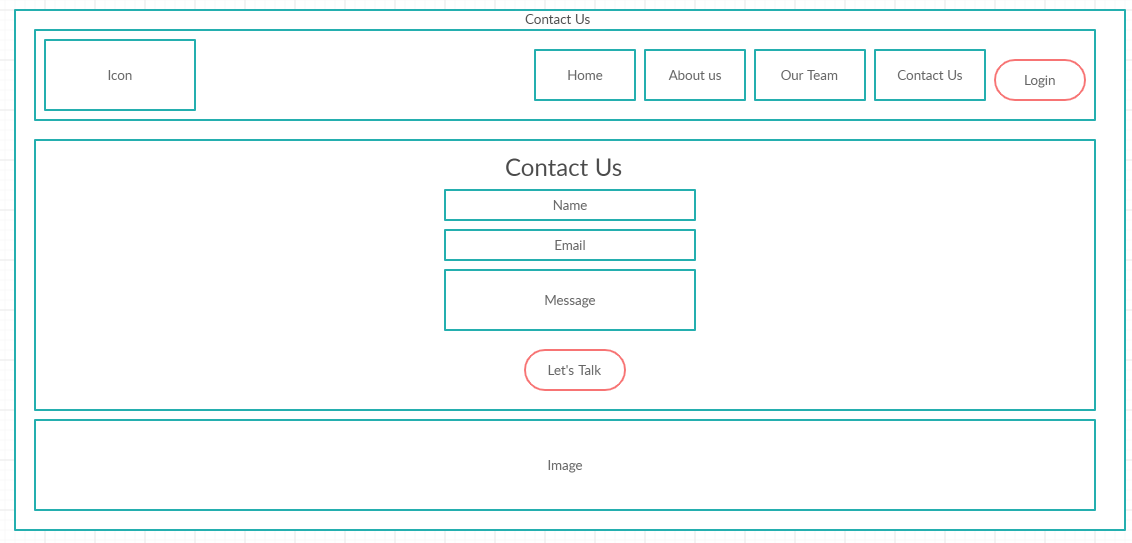 Contact Us
Icon
Home
About us
Our Team
Contact Us
Login
Contact Us
Name
Email
Message
Let's Talk
Image